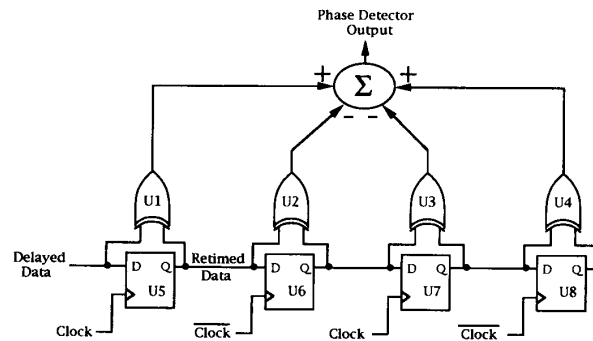 Phase Detector
Output
+ Σ +
- -
U1 U2 U3 U4
Delayed
Data
Retimed
Data
D Q D Q D Q D Q
U5 U6 U7 U8
Clock Clock Clock Clock